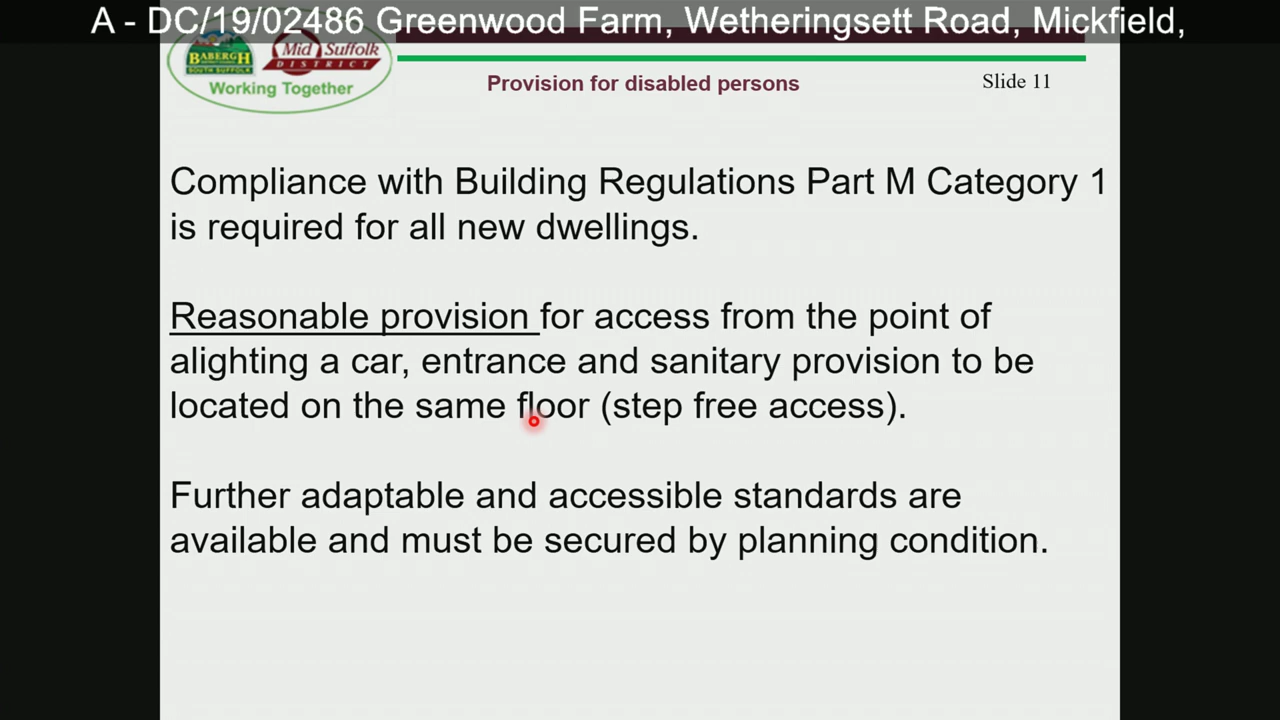 A - DC/19/02486 Greenwood Farm, Wetheringsett Road, Mickfield,
BABERGH
SOUTH SUFFOLK
Mid Suffolk
DISTRICT
Working Together
Provision for disabled persons
Slide 11
Compliance with Building Regulations Part M Category 1
is required for all new dwellings.
Reasonable provision for access from the point of
alighting a car, entrance and sanitary provision to be
located on the same floor (step free access).
Further adaptable and accessible standards are
available and must be secured by planning condition.